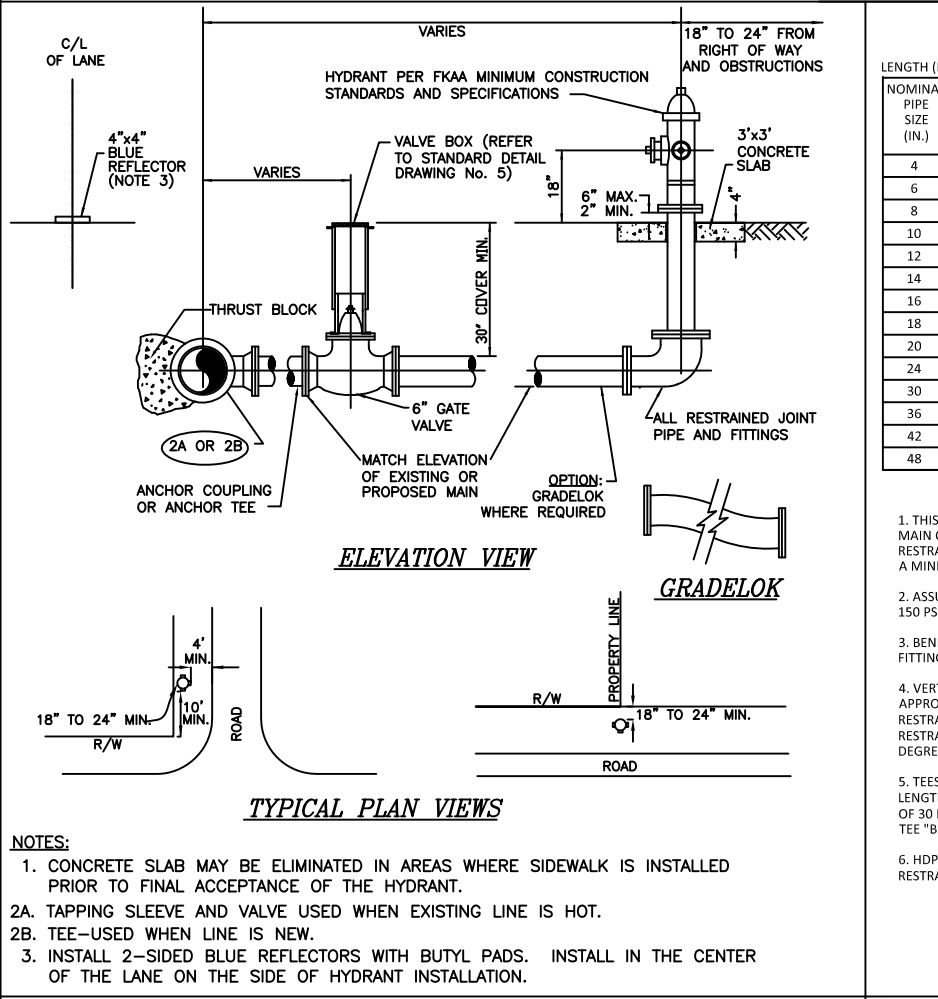 VARIES
18" TO 24" FROM
RIGHT OF WAY
AND OBSTRUCTIONS
C/L
OF LANE
HYDRANT PER FKAA MINIMUM CONSTRUCTION
STANDARDS AND SPECIFICATIONS
4"x4"
BLUE
REFLECTOR
(NOTE 3)
VARIES
VALVE BOX (REFER
TO STANDARD DETAIL
DRAWING No. 5)
3'x3'
CONCRETE
SLAB
18"
6" MAX.
2" MIN.
4"
30" COVER MIN.
THRUST BLOCK
2A OR 2B
6" GATE
VALVE
ALL RESTRAINED JOINT
PIPE AND FITTINGS
ANCHOR COUPLING
OR ANCHOR TEE
MATCH ELEVATION
OF EXISTING OR
PROPOSED MAIN
OPTION:
GRADELOK
WHERE REQUIRED
ELEVATION VIEW
GRADELOK
4'
MIN.
10'
MIN.
18" TO 24" MIN.
R/W
ROAD
PROPERTY LINE
R/W
18" TO 24" MIN.
ROAD
TYPICAL PLAN VIEWS
NOTES:
1. CONCRETE SLAB MAY BE ELIMINATED IN AREAS WHERE SIDEWALK IS INSTALLED
PRIOR TO FINAL ACCEPTANCE OF THE HYDRANT.
2A. TAPPING SLEEVE AND VALVE USED WHEN EXISTING LINE IS HOT.
2B. TEE-USED WHEN LINE IS NEW.
3. INSTALL 2-SIDED BLUE REFLECTORS WITH BUTYL PADS. INSTALL IN THE CENTER
OF THE LANE ON THE SIDE OF HYDRANT INSTALLATION.
LENGTH (
NOMINA
PIPE
SIZE
(IN.)
4
6
8
10
12
14
16
18
20
24
30
36
42
48
1. THIS
MAIN
RESTRA
A MIN
2. ASSU
150 PS
3. BEN
FITTING
4. VERT
APPRO
RESTRA
RESTRA
DEGRE
5. TEES
LENGT
OF 30
TEE "B
6. HDP
RESTRA